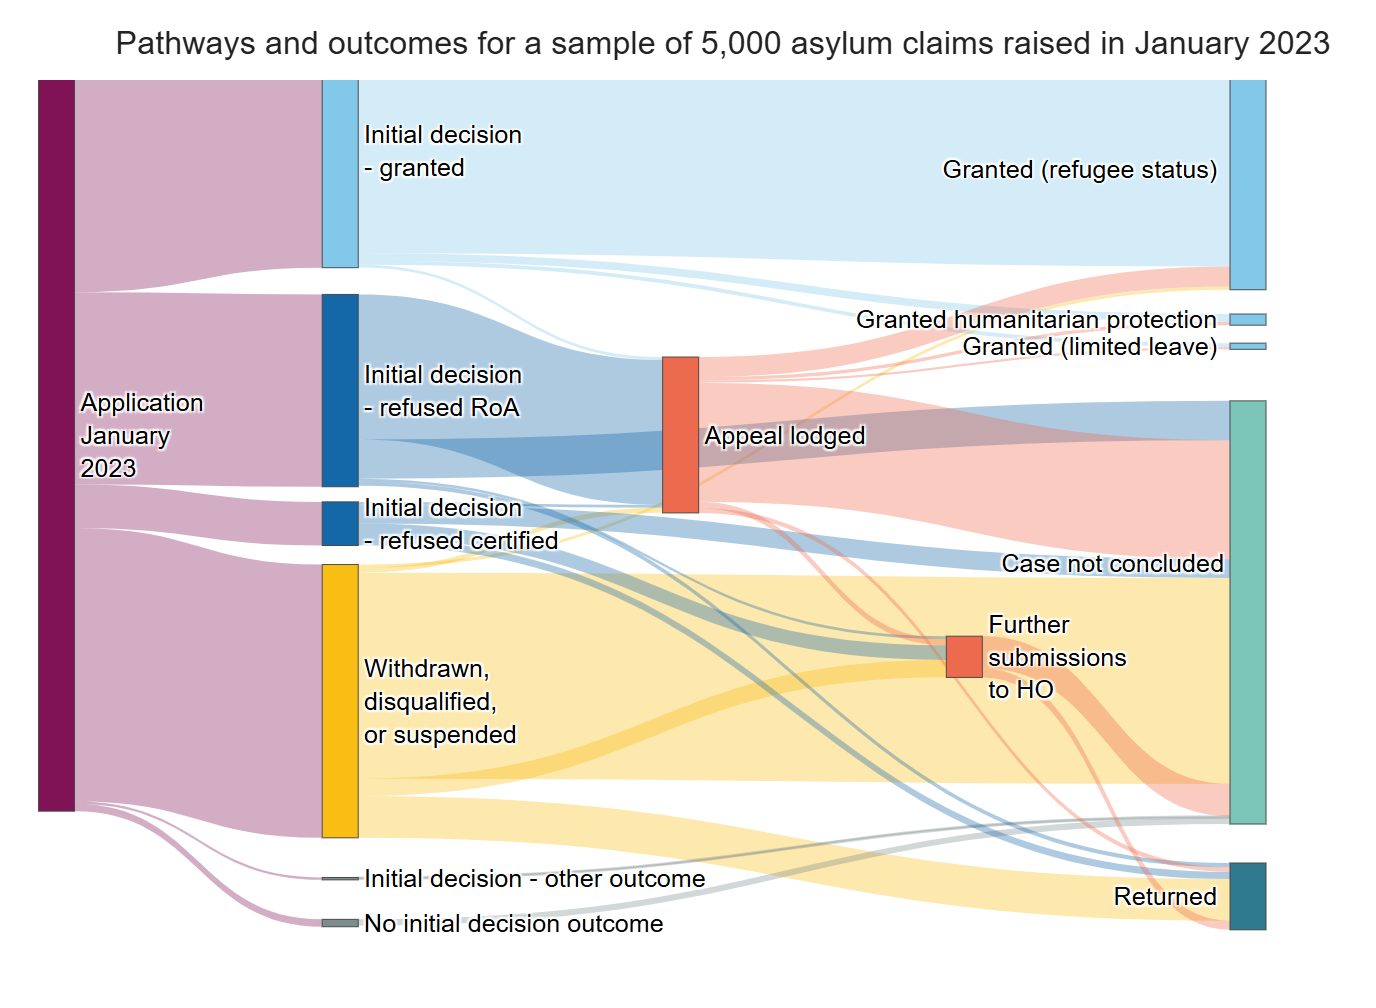 Pathways and outcomes for a sample of 5,000 asylum claims raised in January 2023
Initial decision
- granted
Granted (refugee status)
Granted humanitarian protection
Granted (limited leave)
Initial decision
- refused RoA
Application
January
2023
Appeal lodged
Initial decision
- refused certified
Case not concluded
Further
submissions
to HO
Withdrawn,
disqualified,
or suspended
Initial decision - other outcome
Returned
No initial decision outcome